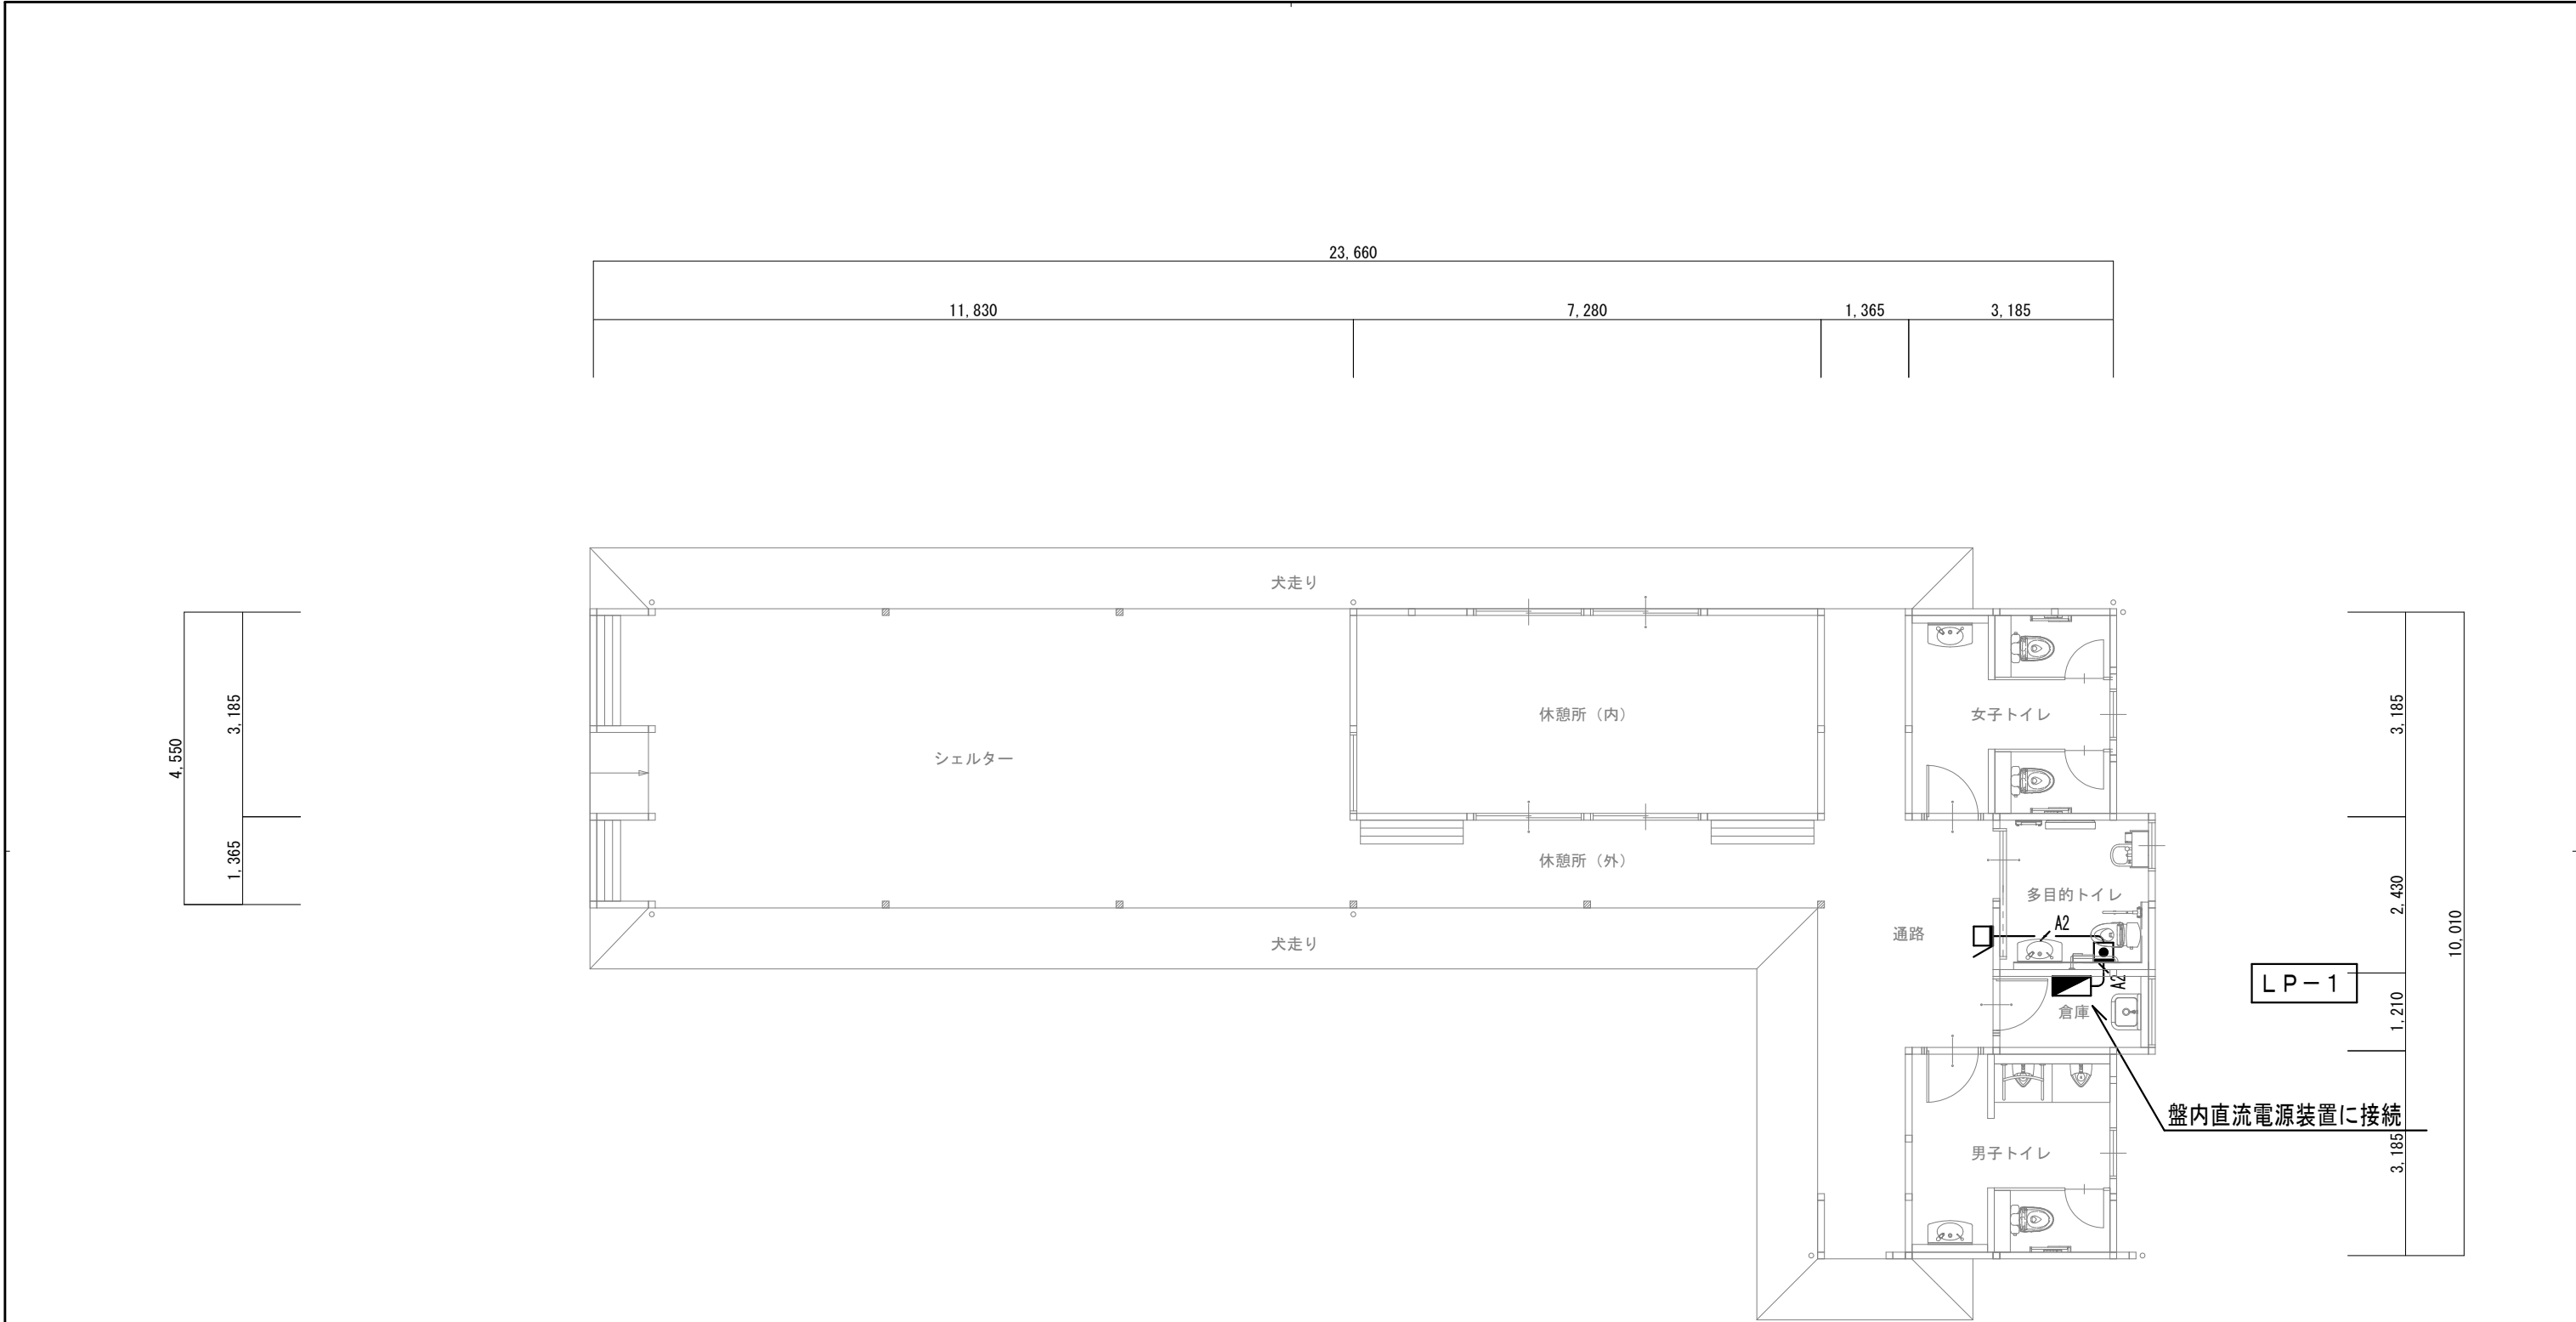 23,660
11,830
7,280
1,365
3,185
犬走り
4,550
3,185
1,365
シェルター
休憩所（内）
女子トイレ
3,185
休憩所（外）
多目的トイレ
2,430
10,010
A2
通路
犬走り
A2
LP-1
倉庫
1,210
盤内直流電源装置に接続
男子トイレ
3,185